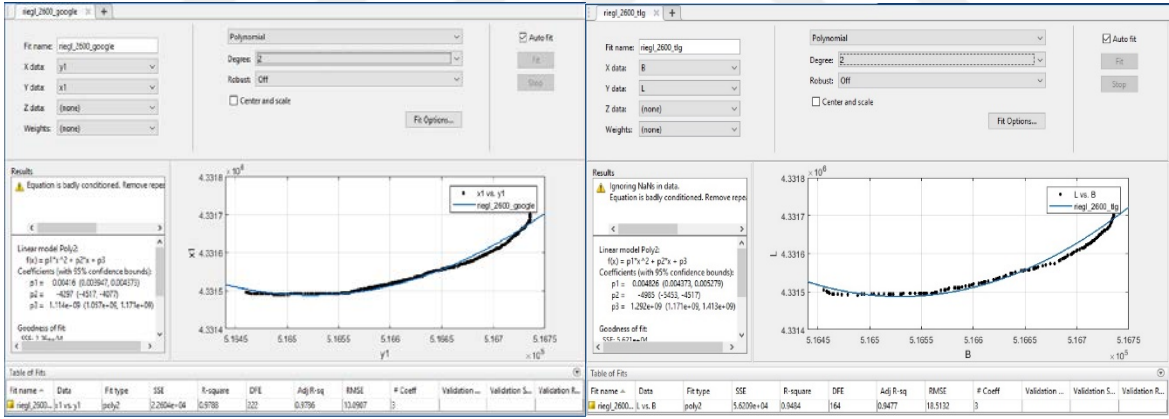 riegl_2600_google
Fit name: riegl_2600_google
X data: y1
Y data: x1
Z data: (none)
Weights: (none)
Polynomial
Degree: 2
Robust: Off
Center and scale
Fit Options...
Auto fit
Fit
Stop
Results
Equation is badly conditioned. Remove repea
Linear model Poly2:
f(x) = p1*x^2 + p2*x + p3
Coefficients (with 95% confidence bounds):
p1 = 0.00416 (0.003947, 0.004373)
p2 = -4297 (-4517, -4077)
p3 = 1.114e+09 (1.057e+09, 1.171e+09)
Goodness of fit:
× 10^6
4.3318
4.3317
4.3316
4.3315
4.3314
x1
x1 vs. y1
riegl_2600_google
5.1645 5.165 5.1655 5.166 5.1665 5.167 5.1675
y1
× 10^5
Table of Fits
Fit name Data Fit type SSE R-square DFE Adj R-sq RMSE # Coeff Validation ... Validation S... Validation R...
riegl_2600... x1 vs. y1 poly2 2.2604e+04 0.9788 222 0.9786 3
riegl_2600_tlg
Fit name: riegl_2600_tlg
X data: B
Y data: L
Z data: (none)
Weights: (none)
Polynomial
Degree: 2
Robust: Off
Center and scale
Fit Options...
Auto fit
Fit
Stop
Results
Ignoring NaNs in data.
Equation is badly conditioned. Remove repea
Linear model Poly2:
f(x) = p1*x^2 + p2*x + p3
Coefficients (with 95% confidence bounds):
p1 = 0.004826 (0.004373, 0.005279)
p2 = -4985 (-5453, -4517)
p3 = 1.292e+09 (1.171e+09, 1.413e+09)
Goodness of fit:
× 10^6
4.3318
4.3317
4.3316
4.3315
4.3314
L
L vs. B
riegl_2600_tlg
5.1645 5.165 5.1655 5.166 5.1665 5.167 5.1675
B
× 10^5
Table of Fits
Fit name Data Fit type SSE R-square DFE Adj R-sq RMSE # Coeff Validation ... Validation S... Validation R...
riegl_2600... L vs. B poly2 5.6209e+04 0.9484 164 0.9477 18.5132 3